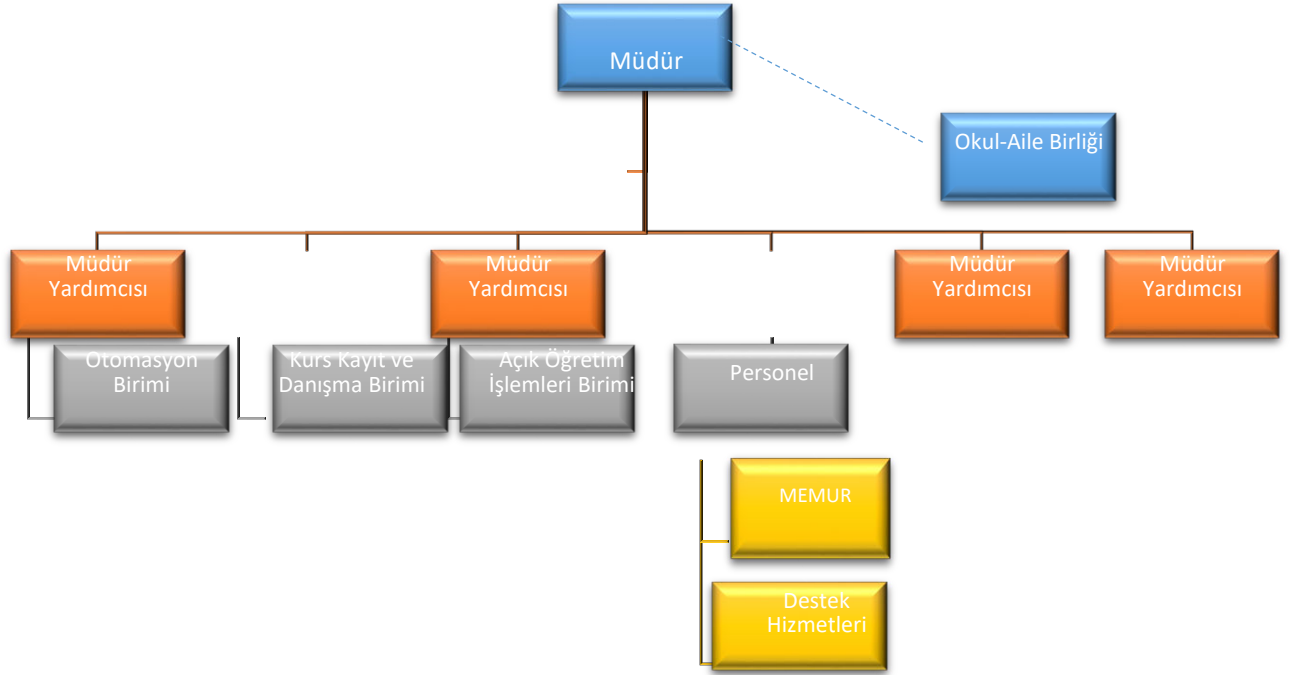 Müdür
Okul-Aile Birliği
Müdür
Yardımcısı
Müdür
Yardımcısı
Müdür
Yardımcısı
Müdür
Yardımcısı
Otomasyon
Birimi
Kurs Kayıt ve
Danışma Birimi
Açık Öğretim
İşlemleri Birimi
Personel
MEMUR
Destek
Hizmetleri